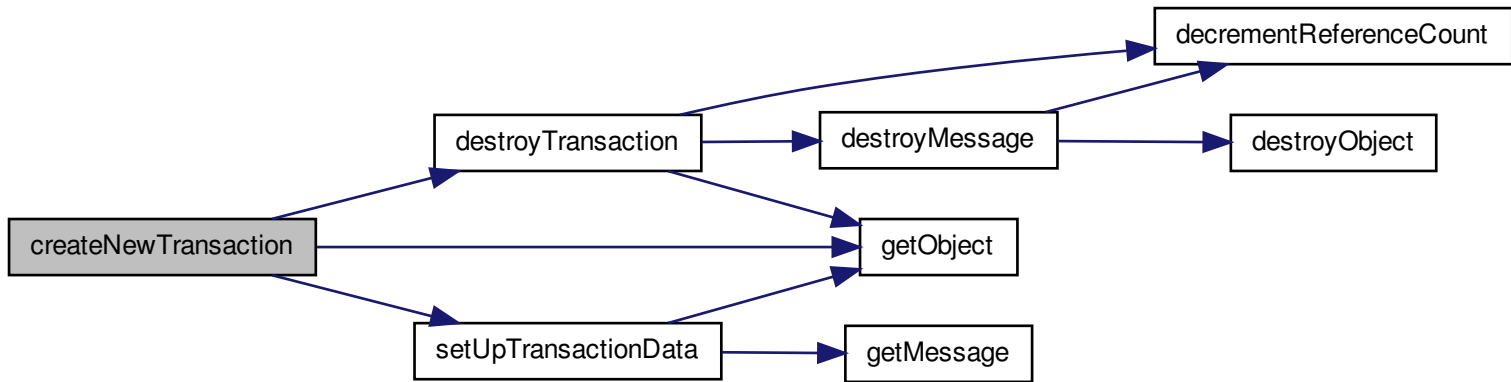 decrementReferenceCount
destroyTransaction
destroyMessage
destroyObject
createNewTransaction
getObject
setUpTransactionData
getMessage